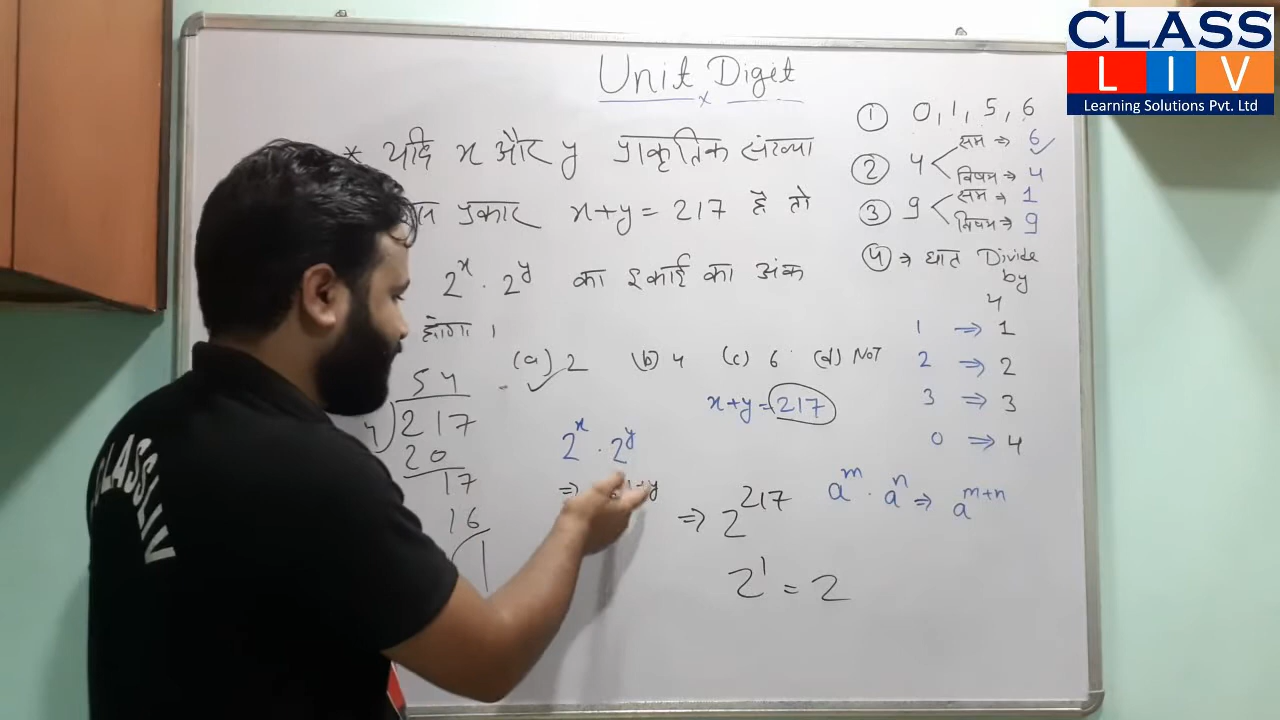 CLASS
LIV
Learning Solutions Pvt. Ltd
Unit Digit
x
* यदि x और y प्राकृतिक संख्या
प्रकार x+y = 217 है तो
2^x · 2^y का इकाई का अंक
होगा ।
(a) 2 (b) 4 (c) 6 (d) NOT
54
4)217
20
17
16
1
x+y = 217
2^x · 2^y
⇒
⇒ 2^217
2^1 = 2
a^m · a^n ⇒ a^m+n
① 0, 1, 5, 6
② 4 सम ⇒ 6 ✓
विषम ⇒ 4
③ 9 सम ⇒ 1
विषम ⇒ 9
④ ⇒ घात Divide
by
4
1 ⇒ 1
2 ⇒ 2
3 ⇒ 3
0 ⇒ 4
CLASSLIV